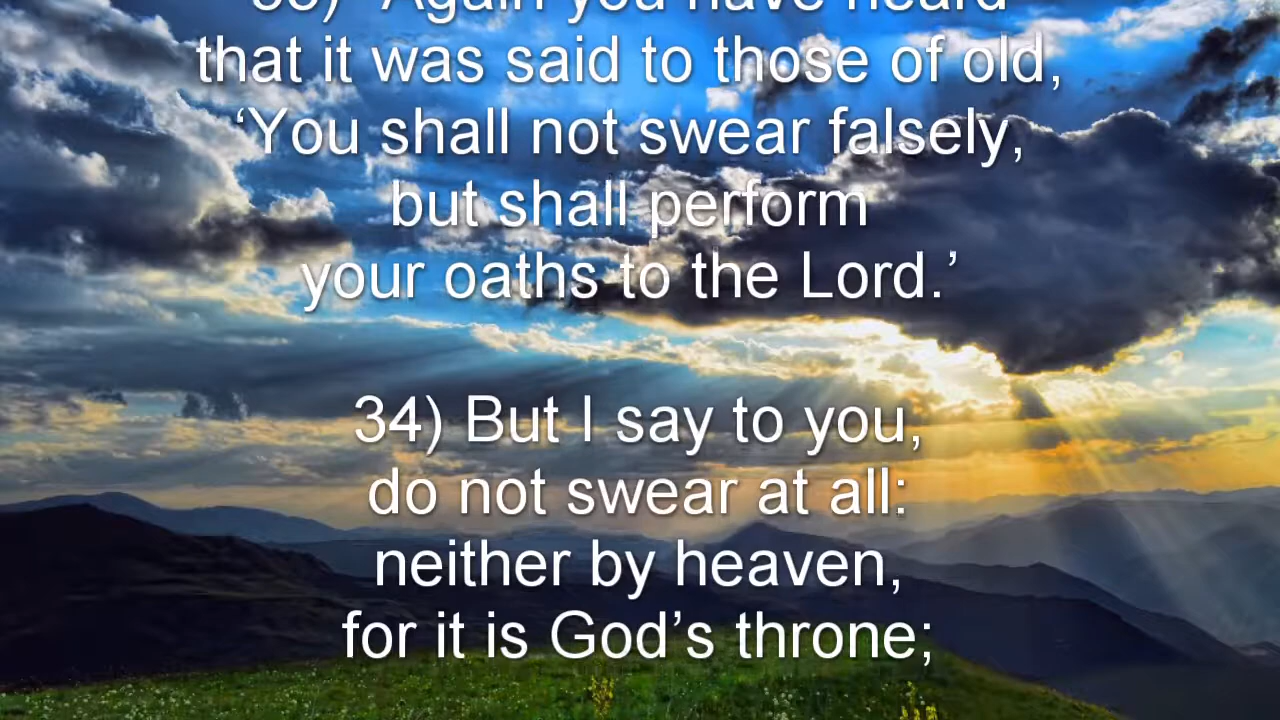 “Again you have heard
that it was said to those of old,
‘You shall not swear falsely,
but shall perform
your oaths to the Lord.’
34) But I say to you,
do not swear at all:
neither by heaven,
for it is God’s throne;